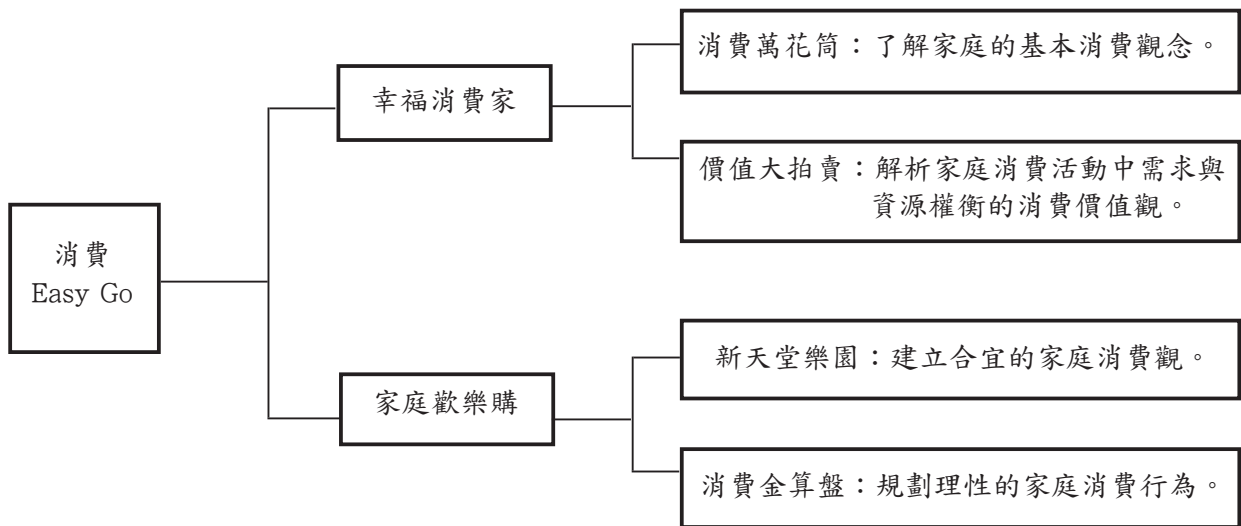 消費
Easy Go
幸福消費家
消費萬花筒：了解家庭的基本消費觀念。
價值大拍賣：解析家庭消費活動中需求與
資源權衡的消費價值觀。
家庭歡樂購
新天堂樂園：建立合宜的家庭消費觀。
消費金算盤：規劃理性的家庭消費行為。